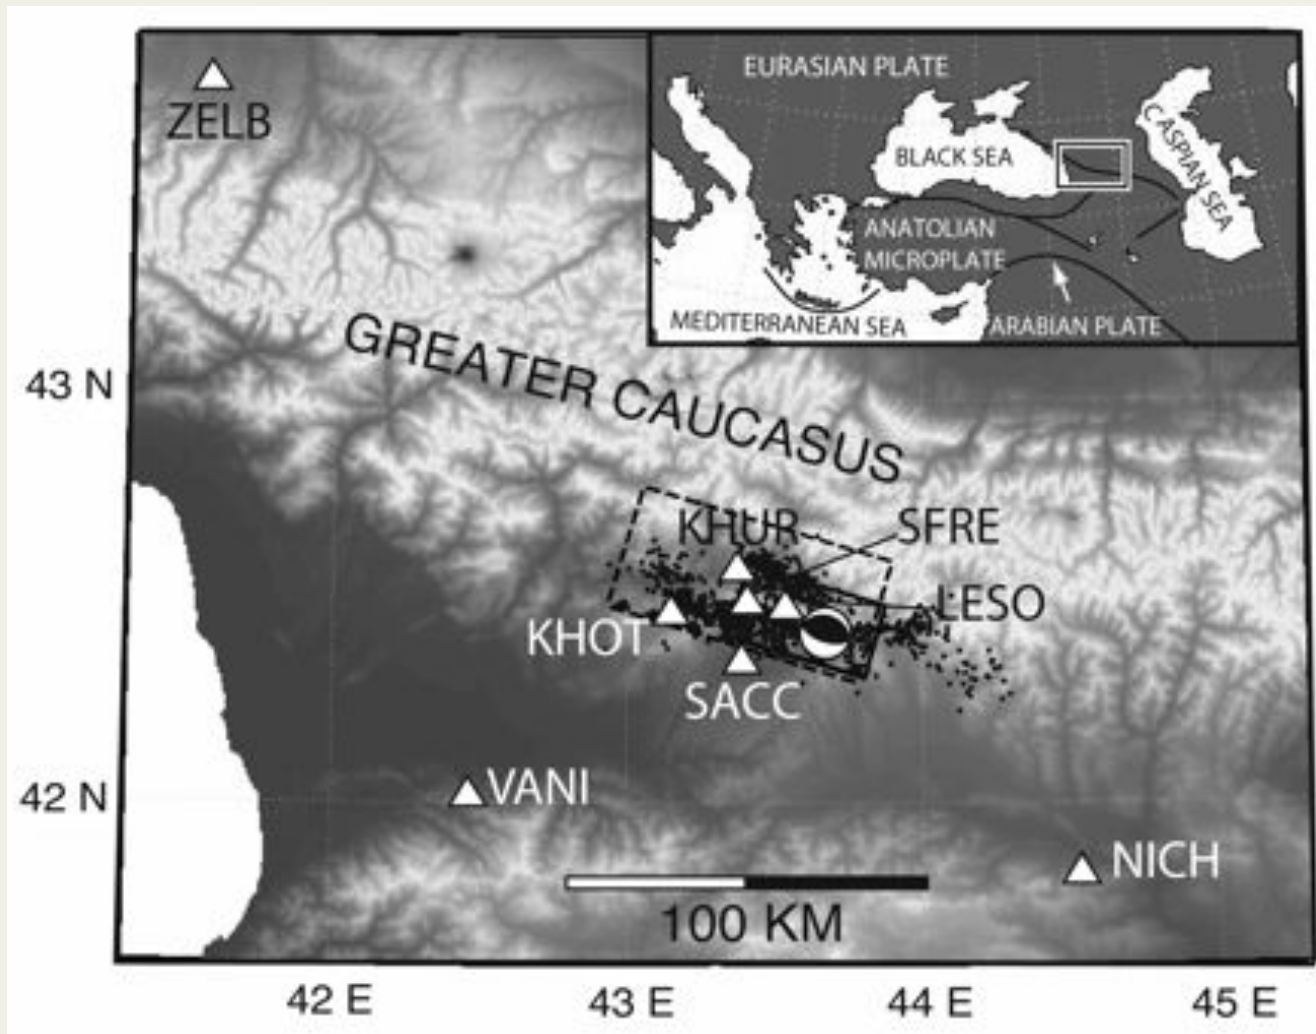 ZELB
EURASIAN PLATE
BLACK SEA
CASPIAN SEA
ANATOLIAN
MICROPLATE
MEDITERRANEAN SEA
ARABIAN PLATE
43 N
GREATER CAUCASUS
KHUR
SFRE
LESO
KHOT
SACC
42 N
VANI
NICH
100 KM
42 E
43 E
44 E
45 E